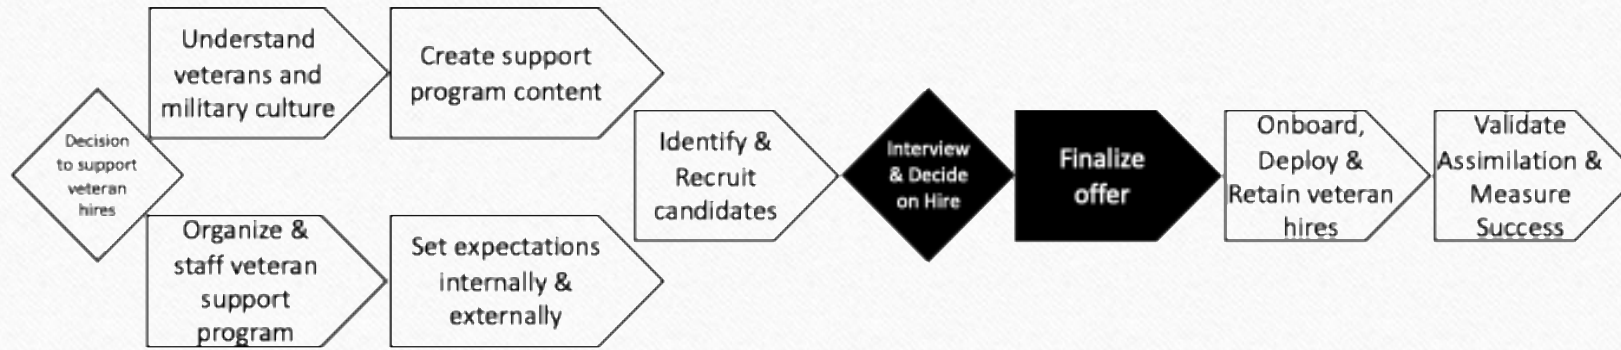 Decision
to support
veteran
hires
Understand
veterans and
military culture
Create support
program content
Organize &
staff veteran
support
program
Set expectations
internally &
externally
Identify &
Recruit
candidates
Interview
& Decide
on Hire
Finalize
offer
Onboard,
Deploy &
Retain veteran
hires
Validate
Assimilation &
Measure
Success